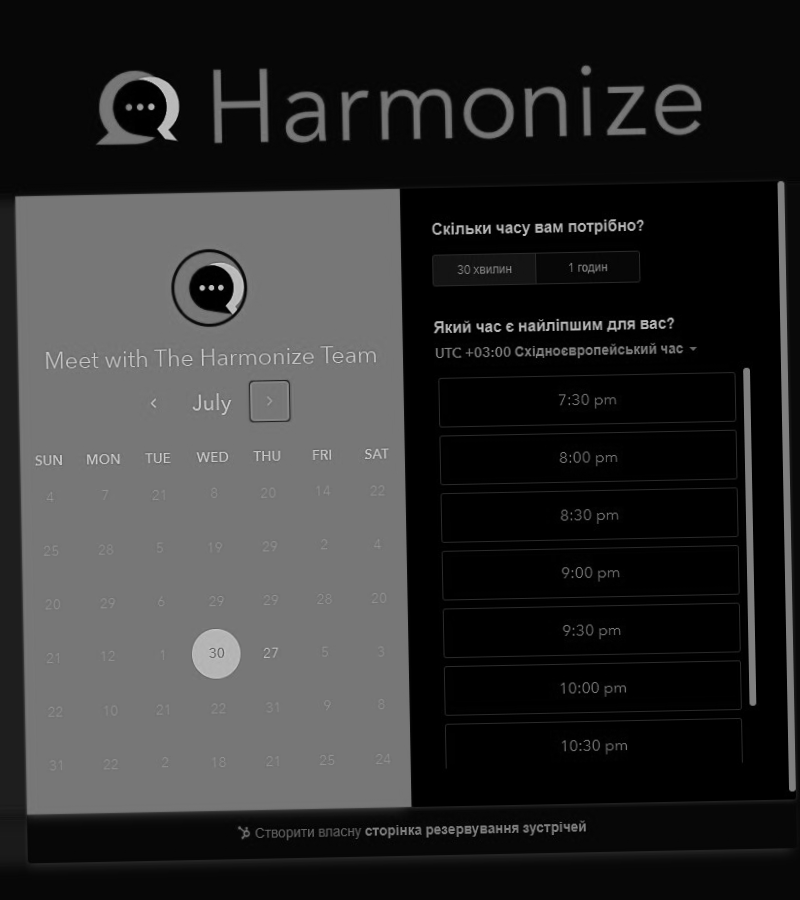 Harmonize
Meet with The Harmonize Team
July
SUN MON TUE WED THU FRI SAT
4 7 21 8 20 14 22
25 28 5 19 29 2 4
20 29 6 29 29 28 20
21 12 1 30 27 5 3
22 10 21 22 31 9 8
31 22 2 18 21 25 24
Скільки часу вам потрібно?
30 хвилин 1 годин
Який час є найліпшим для вас?
UTC +03:00 Східноєвропейський час
7:30 pm
8:00 pm
8:30 pm
9:00 pm
9:30 pm
10:00 pm
10:30 pm
Створити власну сторінка резервування зустрічей